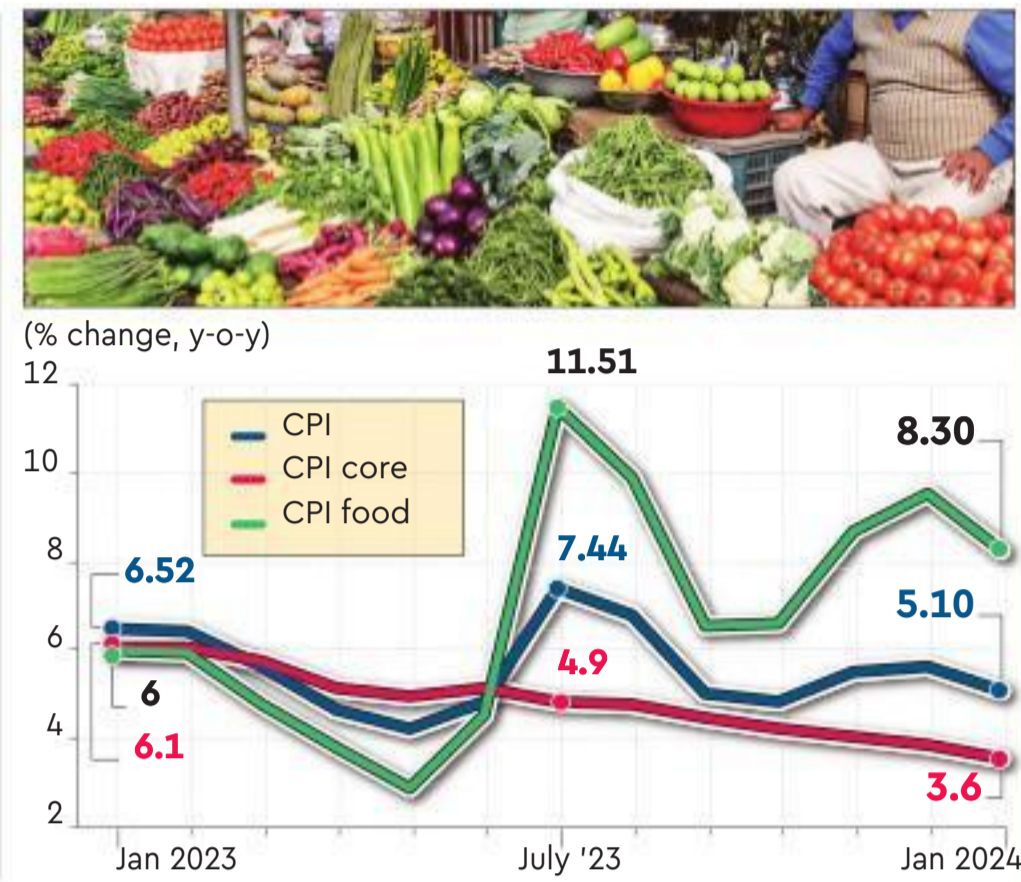 (% change, y-o-y)
12
10
8
6
4
2
CPI
CPI core
CPI food
6.52
6
6.1
11.51
7.44
4.9
8.30
5.10
3.6
Jan 2023
July '23
Jan 2024